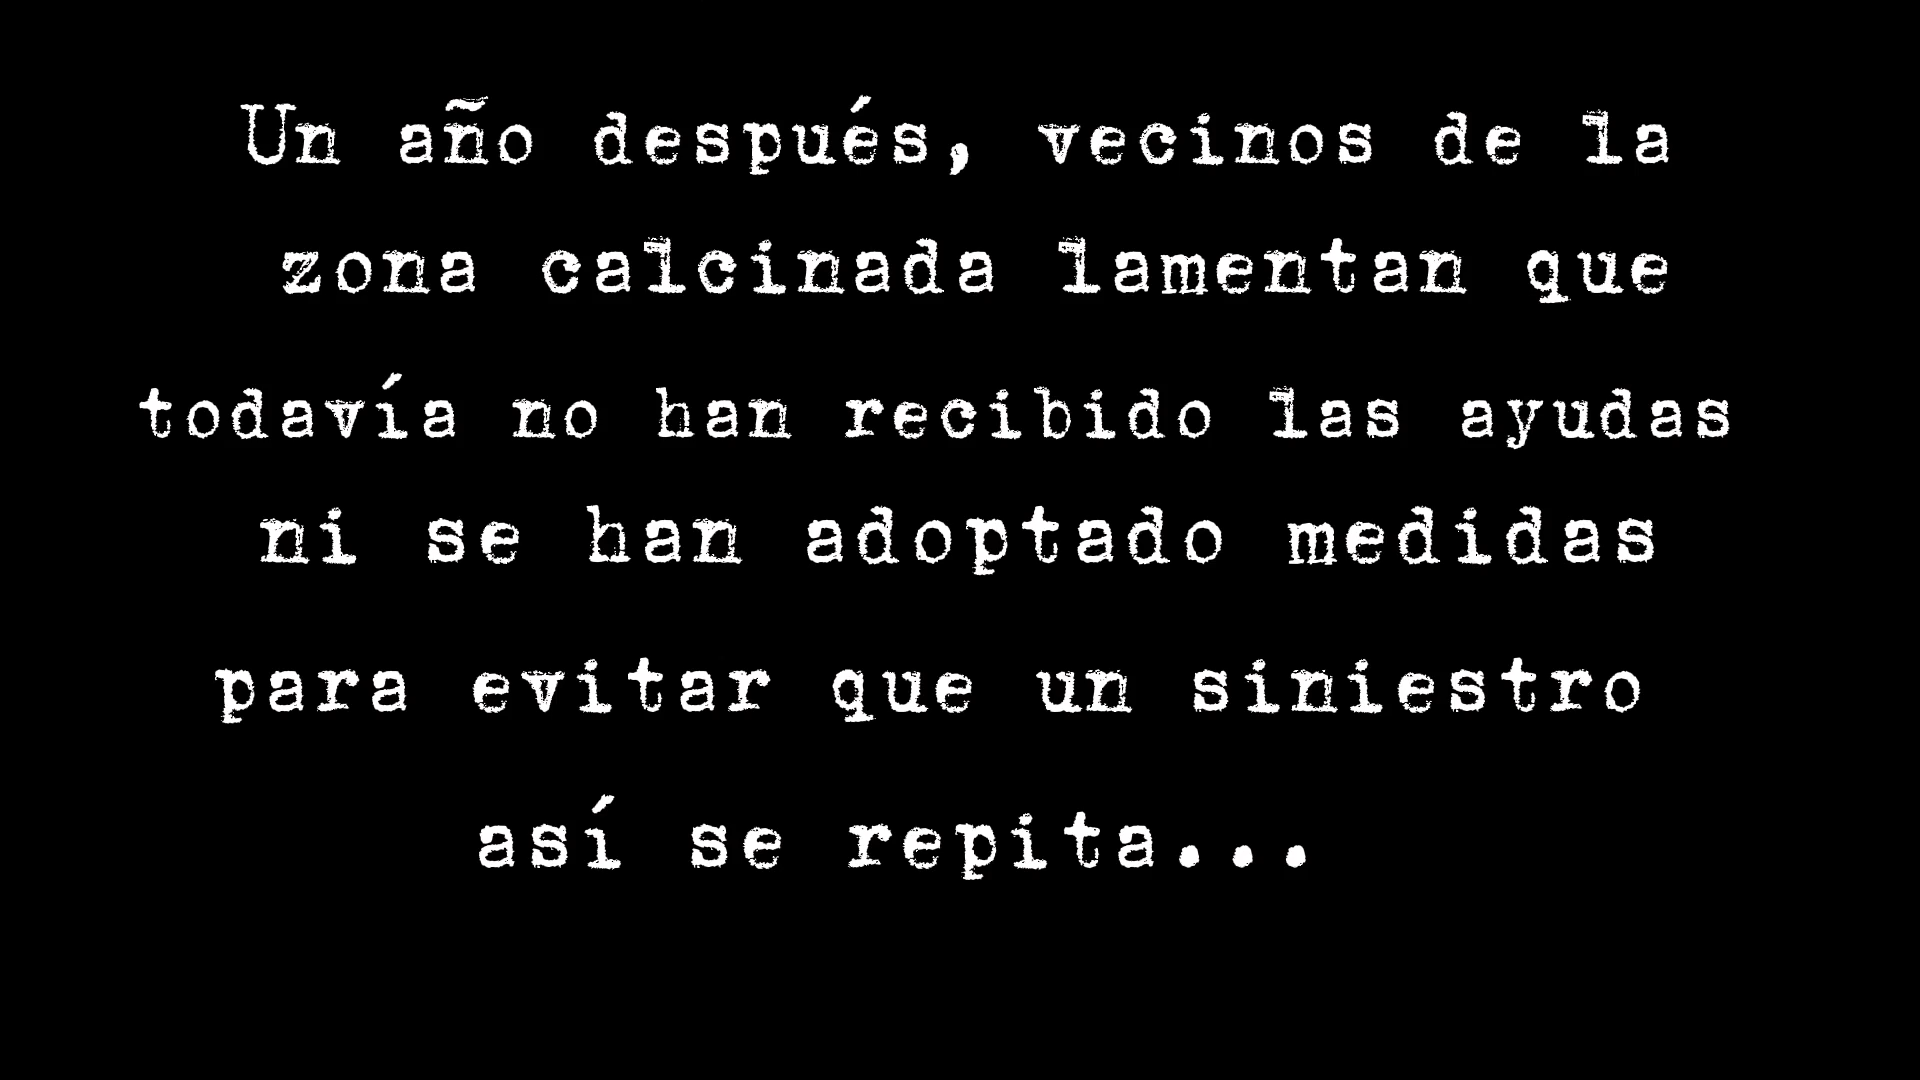 Un año después, vecinos de la
zona calcinada lamentan que
todavía no han recibido las ayudas
ni se han adoptado medidas
para evitar que un siniestro
así se repita...